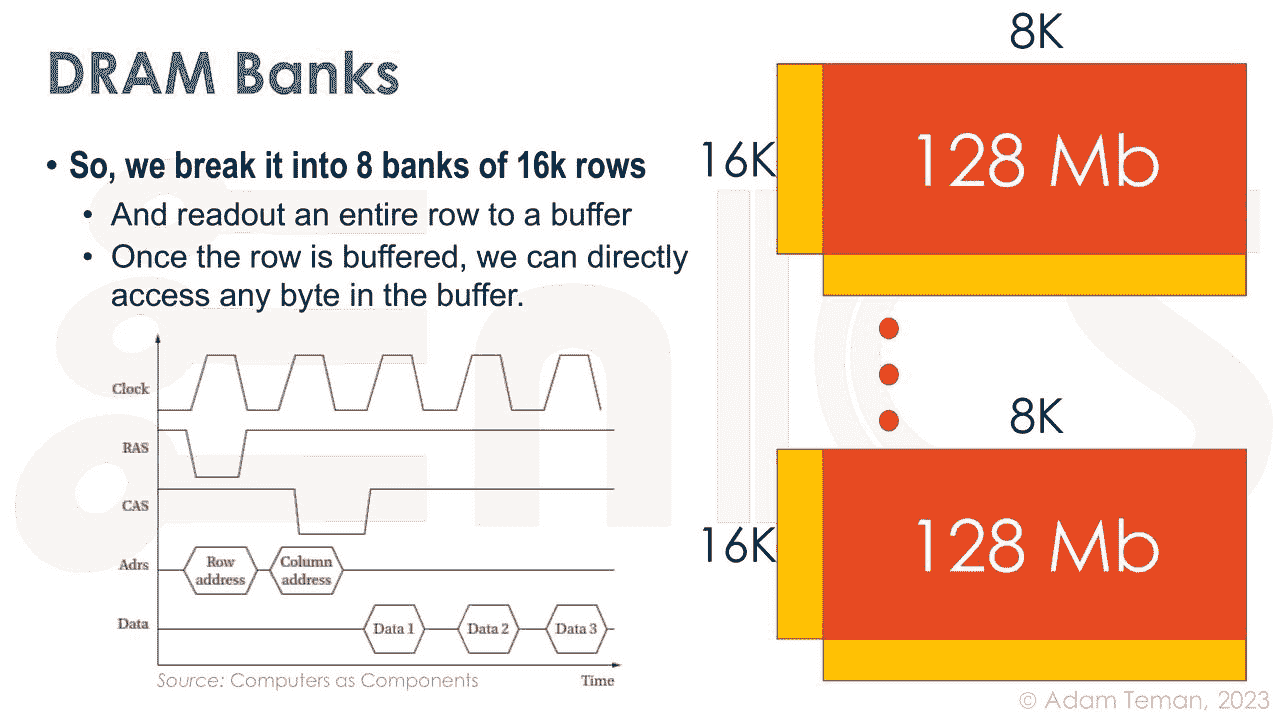 DRAM Banks
• So, we break it into 8 banks of 16k rows
• And readout an entire row to a buffer
• Once the row is buffered, we can directly
access any byte in the buffer.
Clock
RAS
CAS
Adrs
Row
address
Column
address
Data
Data 1
Data 2
Data 3
Source: Computers as Components
Time
8K
16K
128 Mb
8K
16K
128 Mb
© Adam Teman, 2023